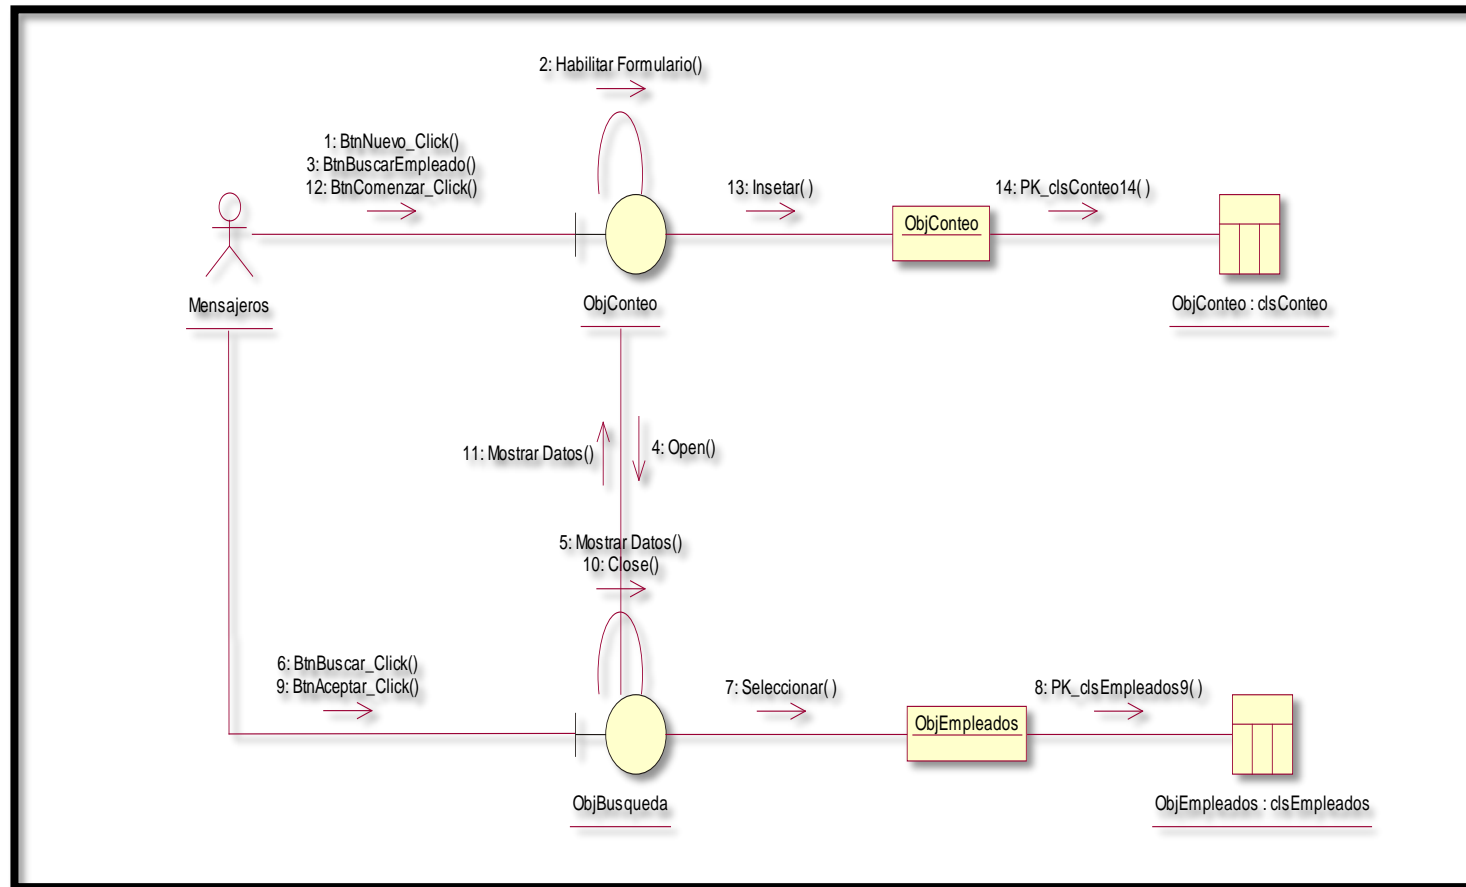 2: Habilitar Formulario()
1: BtnNuevo_Click()
3: BtnBuscarEmpleado()
12: BtnComenzar_Click()
13: Insetar( )
14: PK_clsConteo14( )
ObjConteo
Mensajeros
ObjConteo
ObjConteo : clsConteo
11: Mostrar Datos()
4: Open()
5: Mostrar Datos()
10: Close()
6: BtnBuscar_Click()
9: BtnAceptar_Click()
7: Seleccionar( )
8: PK_clsEmpleados9( )
ObjEmpleados
ObjBusqueda
ObjEmpleados : clsEmpleados